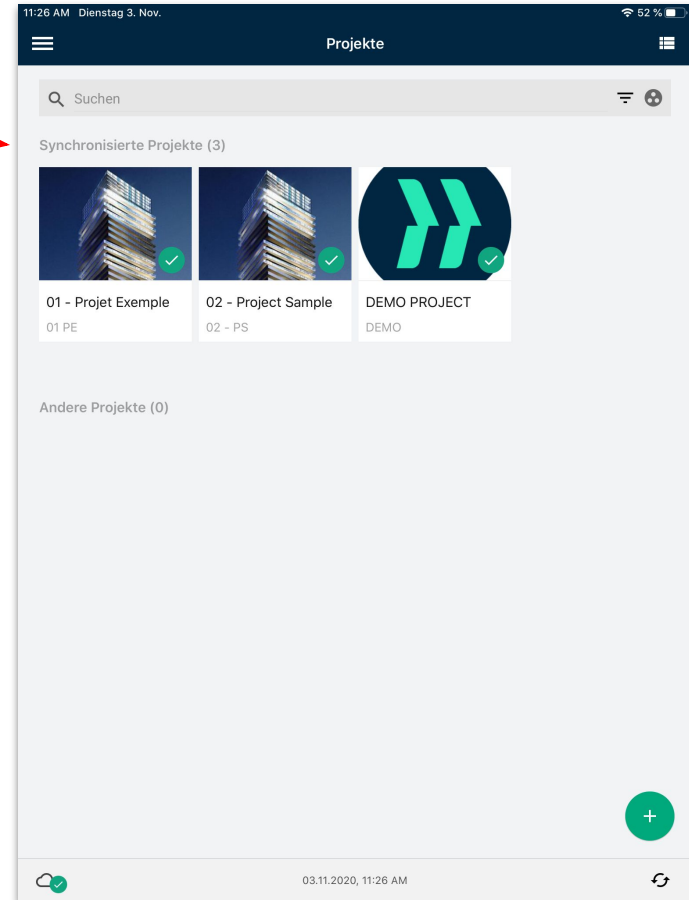 11:26 AM Dienstag 3. Nov.
52 %
Projekte
Suchen
Synchronisierte Projekte (3)
01 - Projet Exemple
02 - Project Sample
DEMO PROJECT
01 PE
02 - PS
DEMO
Andere Projekte (0)
03.11.2020, 11:26 AM